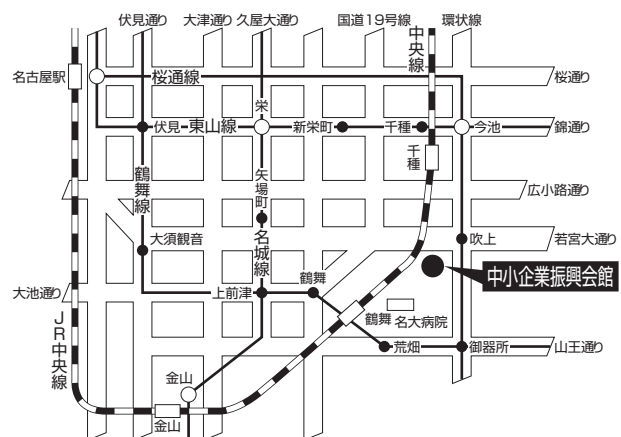 伏見通り
大津通り
久屋大通り
国道19号線
環状線
中央線
名古屋駅
桜通線
桜通り
栄
伏見
東山線
新栄町
千種
今池
錦通り
千種
鶴舞線
矢場町
広小路通り
大須観音
名城線
吹上
若宮大通り
鶴舞
中小企業振興会館
大池通り
上前津
JR中央線
鶴舞
名大病院
荒畑
御器所
山王通り
金山
金山